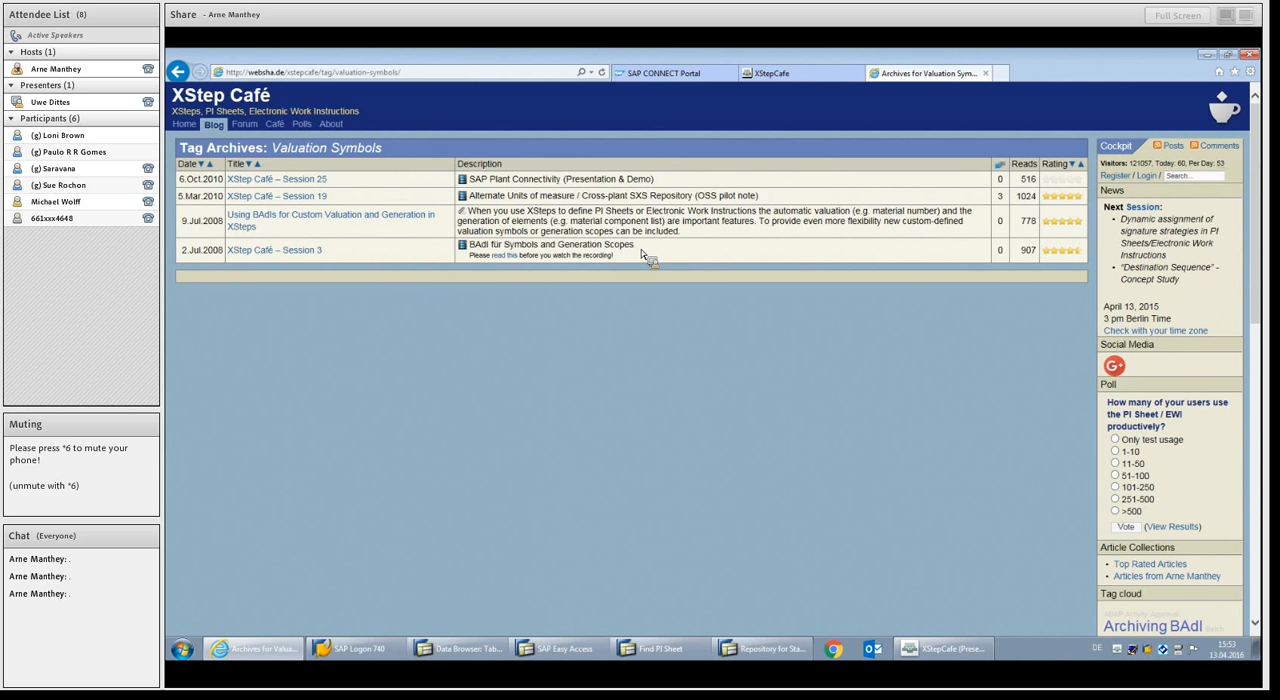 Attendee List (8)
Active Speakers
Hosts (1)
Arne Manthey
Presenters (1)
Uwe Dittes
Participants (6)
(g) Loni Brown
(g) Paulo R R Gomes
(g) Saravana
(g) Sue Rochon
Michael Wolff
661xxx4648
Muting
Please press *6 to mute your
phone!
(unmute with *6)
Chat (Everyone)
Arne Manthey: .
Arne Manthey: .
Arne Manthey: .
Share - Arne Manthey
Full Screen
http://websha.de/xstepcafe/tag/valuation-symbols/
SAP CONNECT Portal
XStepCafe
Archives for Valuation Sym...
XStep Café
XSteps, PI Sheets, Electronic Work Instructions
Home Blog Forum Café Polls About
Tag Archives: Valuation Symbols
Date Title Description Reads Rating
6.Oct.2010 XStep Café – Session 25 SAP Plant Connectivity (Presentation & Demo) 0 516
5.Mar.2010 XStep Café – Session 19 Alternate Units of measure / Cross-plant SXS Repository (OSS pilot note) 3 1024
9.Jul.2008 Using BAdIs for Custom Valuation and Generation in
XSteps
When you use XSteps to define PI Sheets or Electronic Work Instructions the automatic valuation (e.g. material number) and the
generation of elements (e.g. material component list) are important features. To provide even more flexibility new custom-defined
valuation symbols or generation scopes can be included.
0 778
2.Jul.2008 XStep Café – Session 3 BAdI für Symbols and Generation Scopes
Please read this before you watch the recording!
0 907
Cockpit Posts Comments
Visitors: 121057, Today: 60, Per Day: 53
Register / Login / Search...
News
Next Session:
• Dynamic assignment
of signature strategies in PI
Sheets/Electronic Work
Instructions
• "Destination Sequence" -
Concept Study
April 13, 2015
3 pm Berlin Time
Check with your time zone
Social Media
G+
Poll
How many of your users use
the PI Sheet / EWI
productively?
Only test usage
1-10
11-50
51-100
101-250
251-500
>500
Vote (View Results)
Article Collections
• Top Rated Articles
• Articles from Arne Manthey
Tag cloud
ABAP Activity Approval
Archiving BAdI Batch
Archives for Valua...
SAP Logon 740
Data Browser: Tab...
SAP Easy Access
Find PI Sheet
Repository for Sta...
XStepCafe (Prese...
DE
15:53
13.04.2016